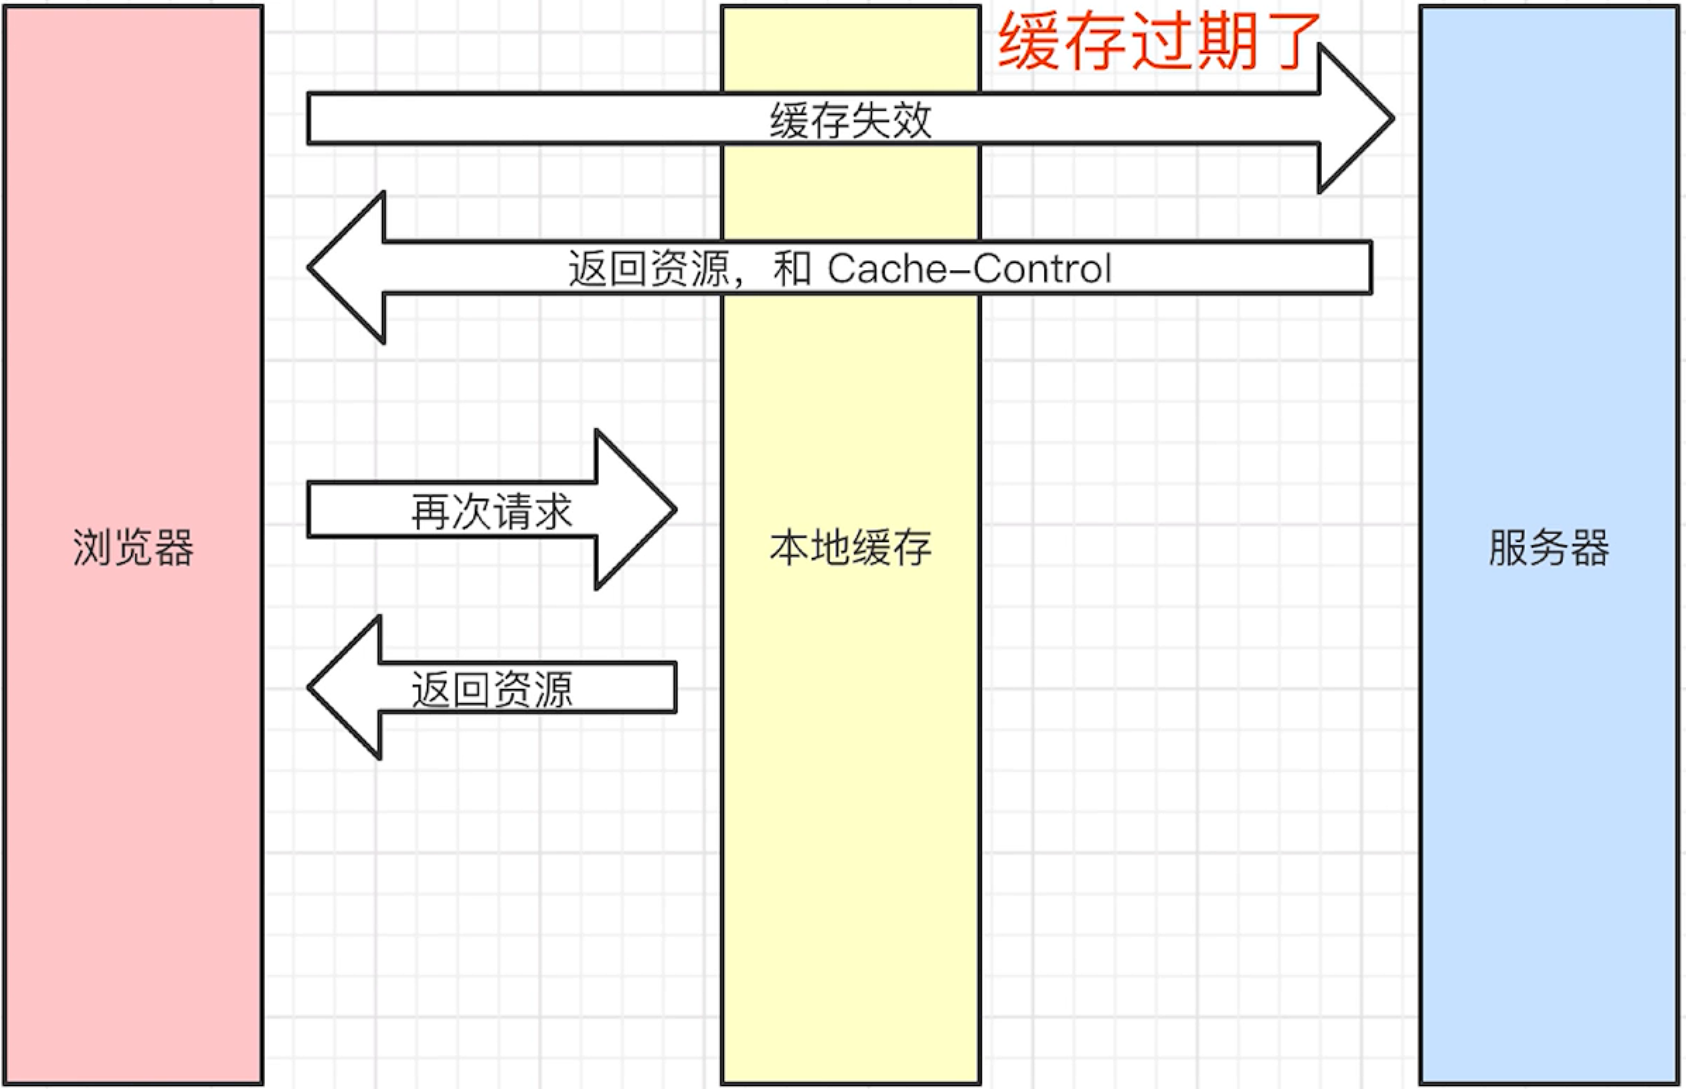 缓存过期了
缓存失效
返回资源，和 Cache-Control
再次请求
浏览器
本地缓存
服务器
返回资源